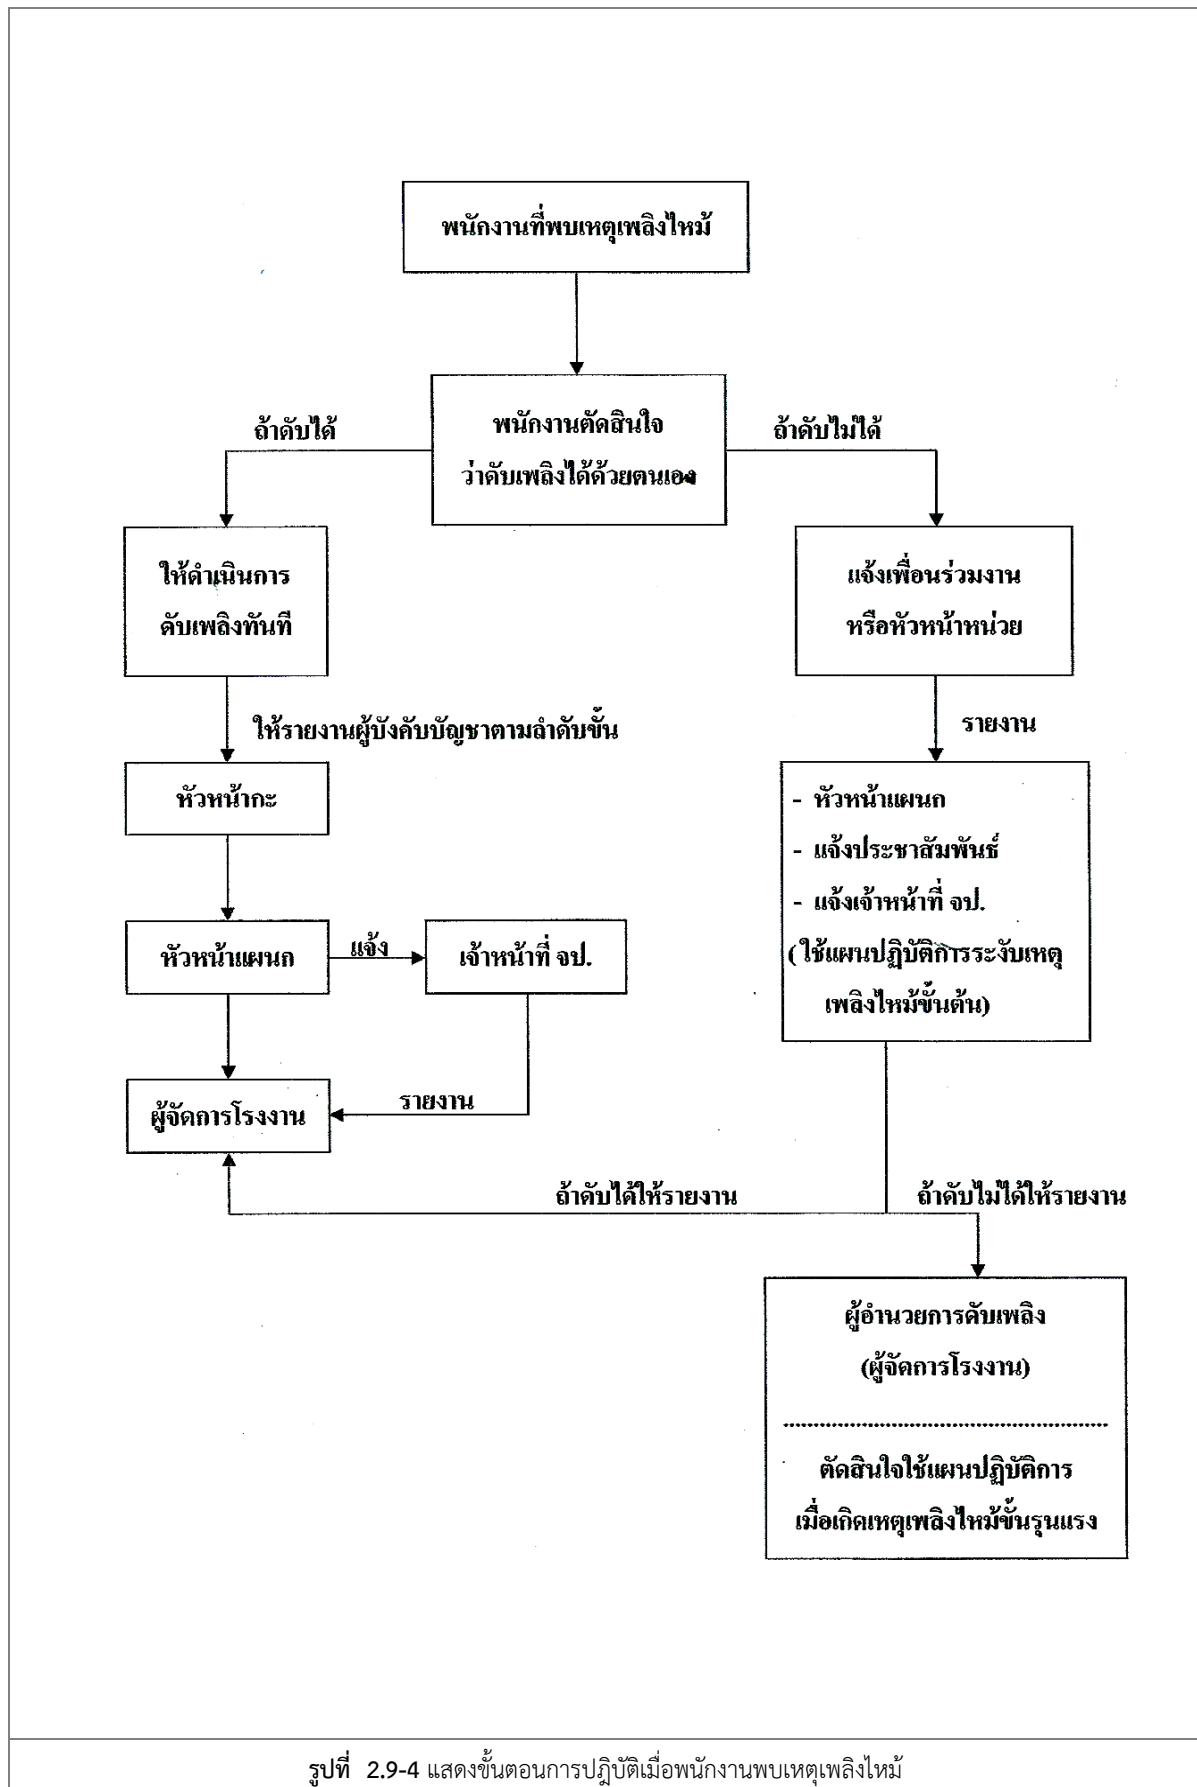 พนักงานที่พบเหตุเพลิงไหม้
พนักงานตัดสินใจ
ว่าดับเพลิงได้ด้วยตนเอง
ถ้าดับได้
ถ้าดับไม่ได้
ให้ดำเนินการ
ดับเพลิงทันที
แจ้งเพื่อนร่วมงาน
หรือหัวหน้าหน่วย
ให้รายงานผู้บังคับบัญชาตามลำดับขั้น
รายงาน
หัวหน้ากะ
- หัวหน้าแผนก
- แจ้งประชาสัมพันธ์
- แจ้งเจ้าหน้าที่ จป.
(ใช้แผนปฏิบัติการระงับเหตุ
เพลิงไหม้ขั้นต้น)
หัวหน้าแผนก
แจ้ง
เจ้าหน้าที่ จป.
ผู้จัดการโรงงาน
รายงาน
ถ้าดับได้ให้รายงาน
ถ้าดับไม่ได้ให้รายงาน
ผู้อำนวยการดับเพลิง
(ผู้จัดการโรงงาน)
ตัดสินใจใช้แผนปฏิบัติการ
เมื่อเกิดเหตุเพลิงไหม้ขั้นรุนแรง
รูปที่ 2.9-4 แสดงขั้นตอนการปฏิบัติเมื่อพนักงานพบเหตุเพลิงไหม้